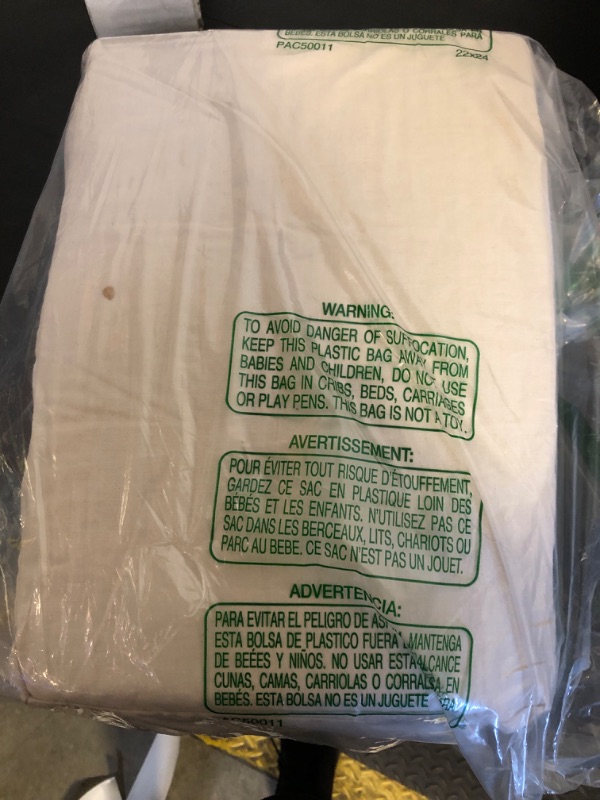 BEBÉS. ESTA BOLSA NO ES UN JUGUETE
O CORRALES PARA
PAC50011
22x24
WARNING:
TO AVOID DANGER OF SUFFOCATION,
KEEP THIS PLASTIC BAG AWAY FROM
BABIES AND CHILDREN, DO NOT USE
THIS BAG IN CRIBS, BEDS, CARRIAGES
OR PLAY PENS. THIS BAG IS NOT A TOY.
AVERTISSEMENT:
POUR ÉVITER TOUT RISQUE D'ÉTOUFFEMENT,
GARDEZ CE SAC EN PLASTIQUE LOIN DES
BÉBÉS ET LES ENFANTS. N'UTILISEZ PAS CE
SAC DANS LES BERCEAUX, LITS, CHARIOTS OU
PARC AU BEBE. CE SAC N'EST PAS UN JOUET.
ADVERTENCIA:
PARA EVITAR EL PELIGRO DE
ESTA BOLSA DE PLASTICO FUERA MANTENGA
DE BEÉES Y NIÑOS. NO USAR ESTA ALCANCE
CUNAS, CAMAS, CARRIOLAS O CORRALSA EN
BEBÉS. ESTA BOLSA NO ES UN JUGUETE
50011